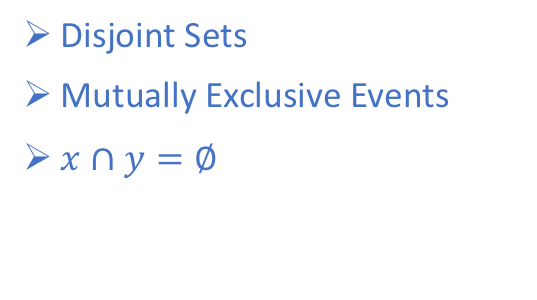 ➢ Disjoint Sets
➢ Mutually Exclusive Events
➢ 𝑥 ∩ 𝑦 = ∅